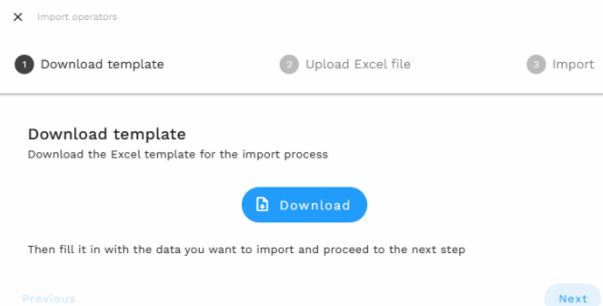 Import operators
1 Download template
2 Upload Excel file
3 Import
Download template
Download the Excel template for the import process
Download
Then fill it in with the data you want to import and proceed to the next step
Previous
Next